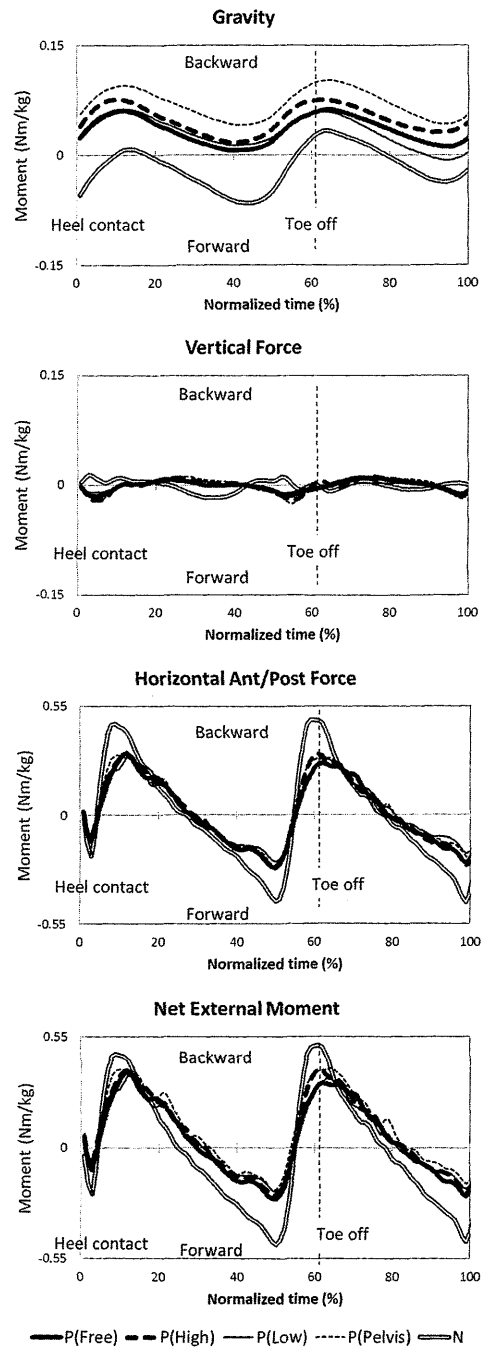 Gravity
0.15
Backward
Moment (Nm/kg)
0
Heel contact
Toe off
Forward
-0.15
0 20 40 60 80 100
Normalized time (%)
Vertical Force
0.15
Backward
Moment (Nm/kg)
0
Heel contact
Toe off
Forward
-0.15
0 20 40 60 80 100
Normalized time (%)
Horizontal Ant/Post Force
0.55
Backward
Moment (Nm/kg)
0
Heel contact
Toe off
Forward
-0.55
0 20 40 60 80 100
Normalized time (%)
Net External Moment
0.55
Backward
Moment (Nm/kg)
0
Heel contact
Toe off
Forward
-0.55
0 20 40 60 80 100
Normalized time (%)
P(Free) P(High) P(Low) P(Pelvis) N